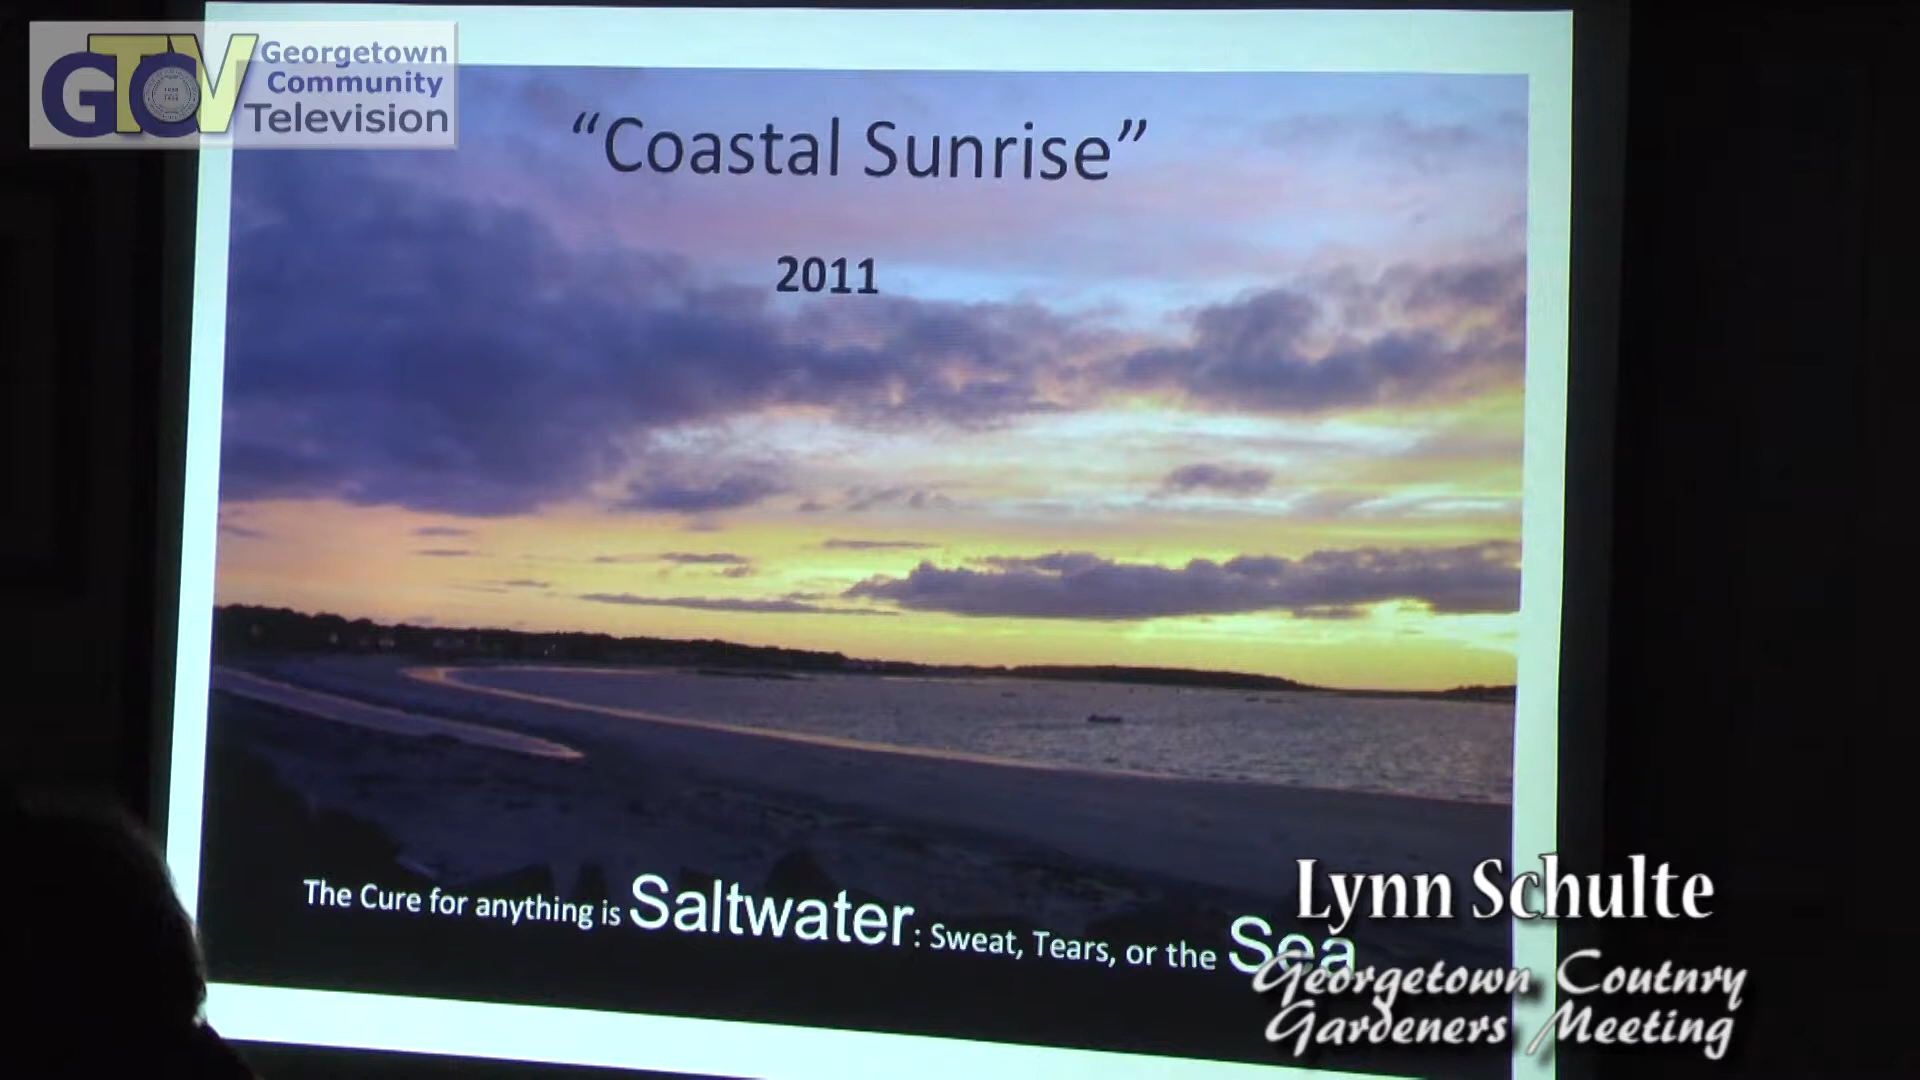 GCTV
Georgetown
Community
Television
“Coastal Sunrise”
2011
The Cure for anything is Saltwater: Sweat, Tears, or the Sea
Lynn Schulte
Georgetown Coutnry
Gardeners Meeting